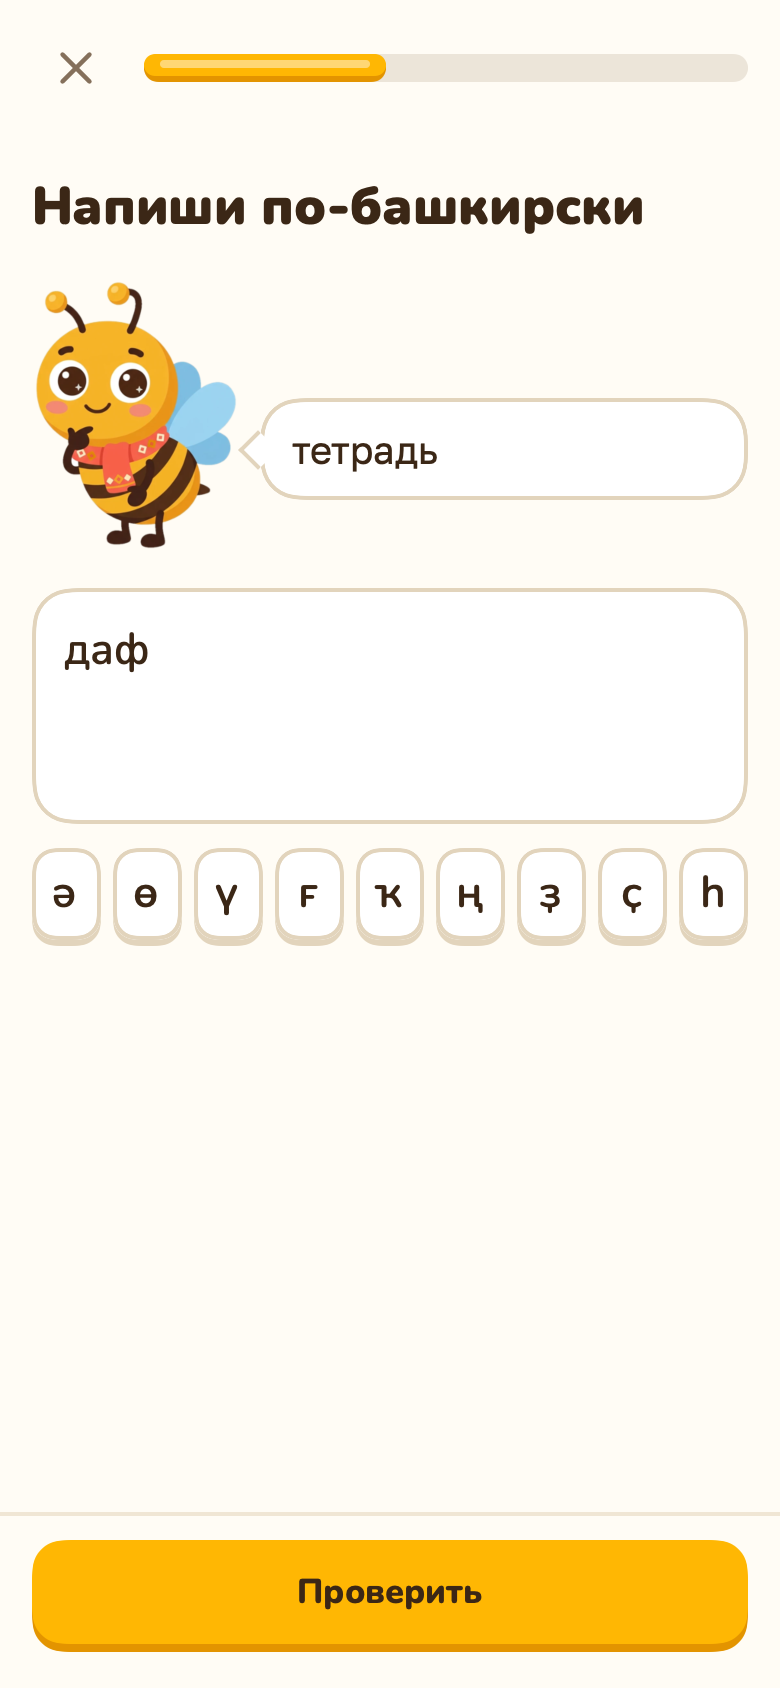 Напиши по-башкирски
тетрадь
даф
ә ө ү ғ ҡ ң ҙ ҫ һ
Проверить